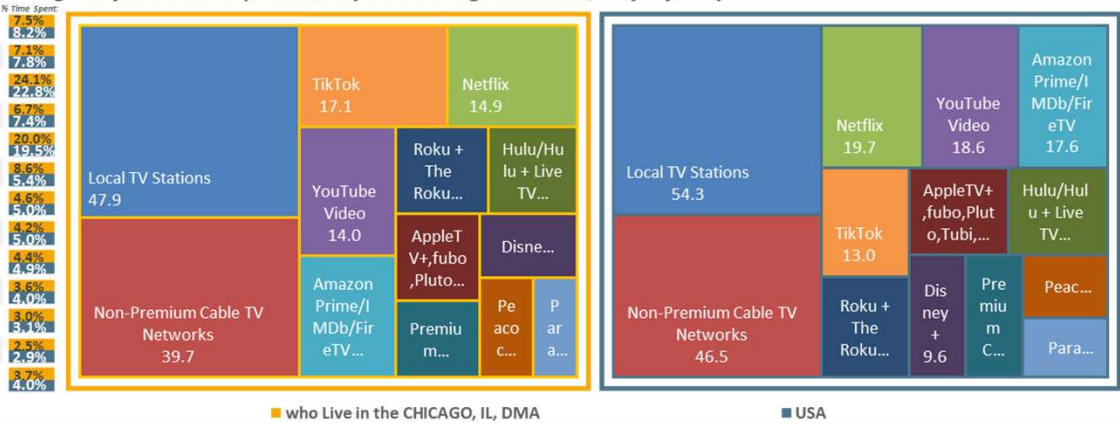 % Time Spent:
7.5%
8.2%
7.1%
7.8%
24.1%
22.8%
6.7%
7.4%
20.0%
19.5%
8.6%
5.4%
4.6%
5.0%
4.2%
5.0%
4.4%
4.9%
3.6%
4.0%
3.0%
3.1%
2.5%
2.9%
3.7%
4.0%
Local TV Stations
47.9
Non-Premium Cable TV
Networks
39.7
TikTok
17.1
Netflix
14.9
YouTube
Video
14.0
Amazon
Prime/I
MDb/Fir
eTV...
Roku +
The
Roku...
Hulu/Hu
lu + Live
TV...
AppleT
V+,fubo
,Pluto...
Disne...
Premiu
m...
Pe
aco
c...
P
ar
a...
Local TV Stations
54.3
Non-Premium Cable TV
Networks
46.5
Netflix
19.7
YouTube
Video
18.6
Amazon
Prime/I
MDb/Fir
eTV
17.6
TikTok
13.0
AppleTV+
,fubo,Plut
o,Tubi,...
Hulu/Hul
u + Live
TV...
Roku +
The
Roku...
Dis
ney
+
9.6
Pre
miu
m
C...
Peac...
Para...
who Live in the CHICAGO, IL, DMA
USA